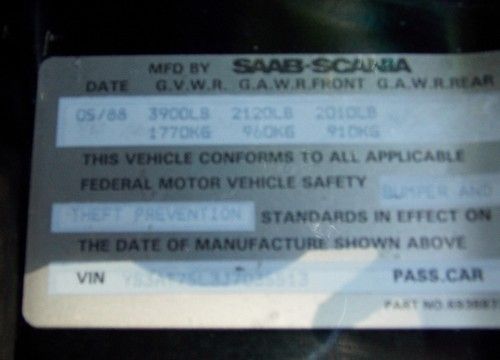 MFD BY SAAB-SCANIA
DATE G.V.W.R. G.A.W.R.FRONT G.A.W.R.REAR
05/88 3900LB 2120LB 2010LB
1770KG 960KG 910KG
THIS VEHICLE CONFORMS TO ALL APPLICABLE
FEDERAL MOTOR VEHICLE SAFETY BUMPER AND
THEFT PREVENTION STANDARDS IN EFFECT ON
THE DATE OF MANUFACTURE SHOWN ABOVE
VIN PASS.CAR
PART NO